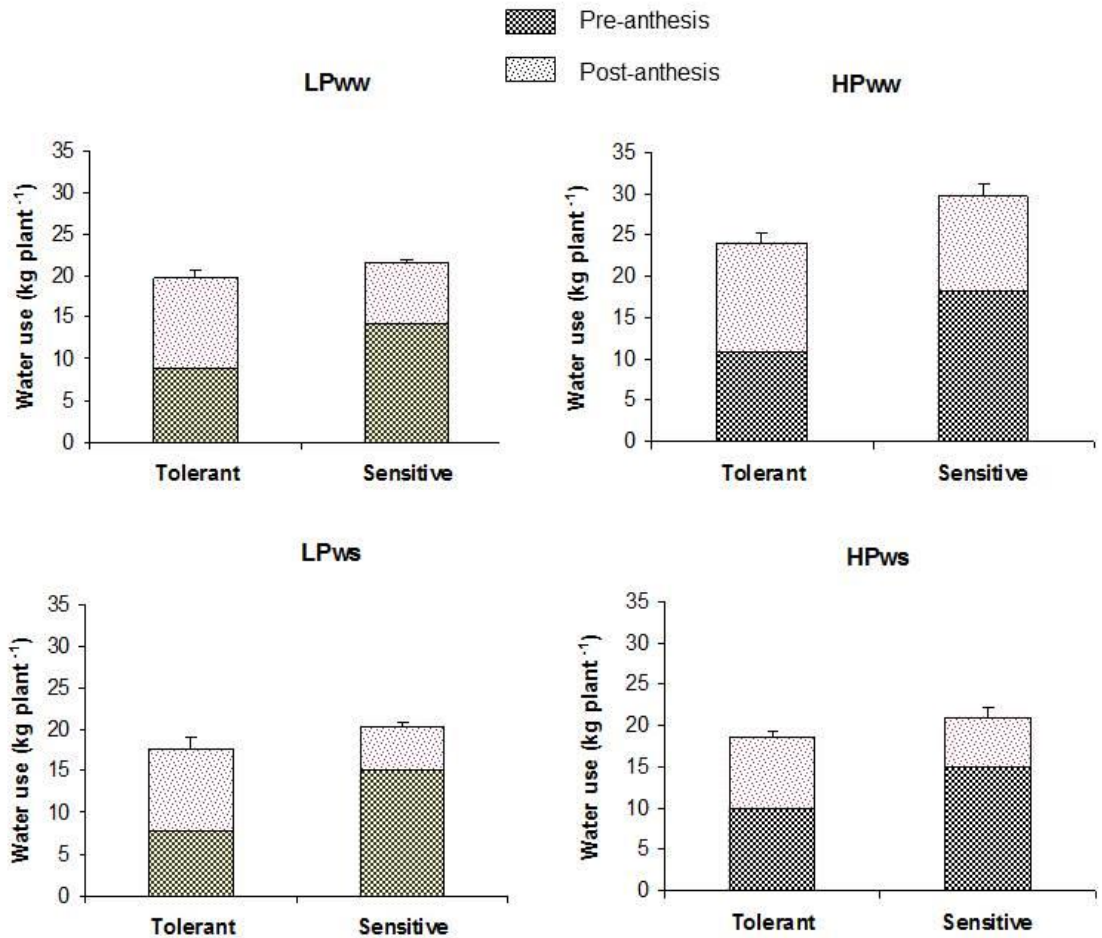 Pre-anthesis
Post-anthesis
LPww
Water use (kg plant -1)
35
30
25
20
15
10
5
0
Tolerant Sensitive
HPww
Water use (kg plant -1)
35
30
25
20
15
10
5
0
Tolerant Sensitive
LPws
Water use (kg plant -1)
35
30
25
20
15
10
5
0
Tolerant Sensitive
HPws
Water use (kg plant -1)
35
30
25
20
15
10
5
0
Tolerant Sensitive